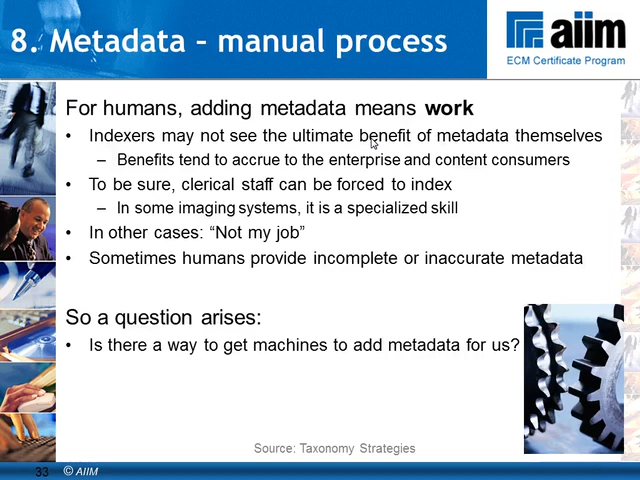 8. Metadata – manual process
aiim
ECM Certificate Program
For humans, adding metadata means work
• Indexers may not see the ultimate benefit of metadata themselves
– Benefits tend to accrue to the enterprise and content consumers
• To be sure, clerical staff can be forced to index
– In some imaging systems, it is a specialized skill
• In other cases: “Not my job”
• Sometimes humans provide incomplete or inaccurate metadata
So a question arises:
• Is there a way to get machines to add metadata for us?
Source: Taxonomy Strategies
33 © AIIM